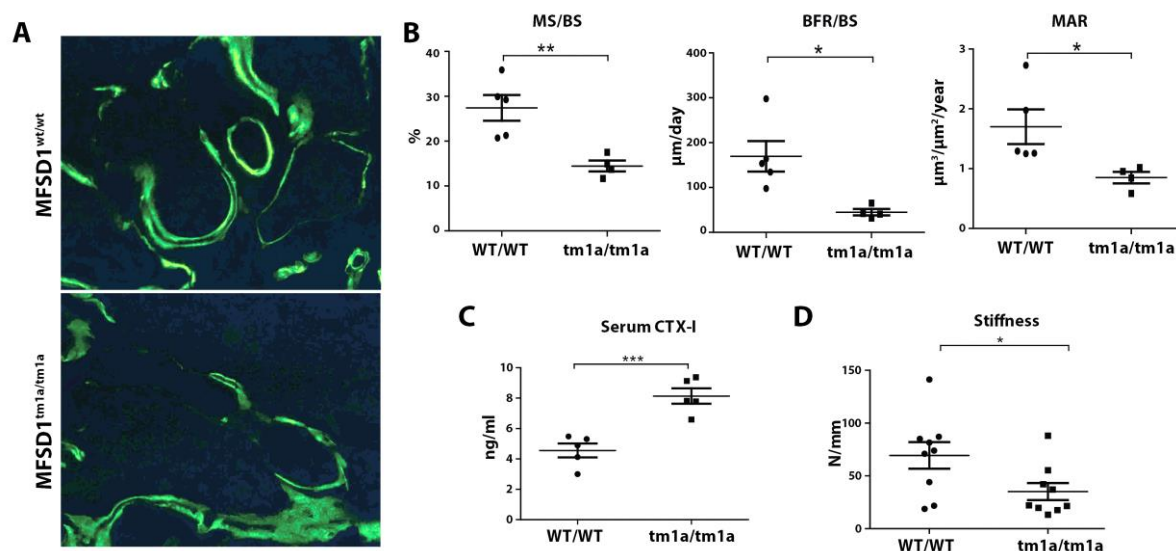 A
MFSD1wt/wt
MFSD1tm1a/tm1a
B
MS/BS
**
40
30
20
10
0
%
WT/WT
tm1a/tm1a
BFR/BS
*
400
300
200
100
0
µm/day
WT/WT
tm1a/tm1a
MAR
*
3
2
1
0
µm³/µm²/year
WT/WT
tm1a/tm1a
C
Serum CTX-I
***
10
8
6
4
2
0
ng/ml
WT/WT
tm1a/tm1a
D
Stiffness
*
150
100
50
0
N/mm
WT/WT
tm1a/tm1a